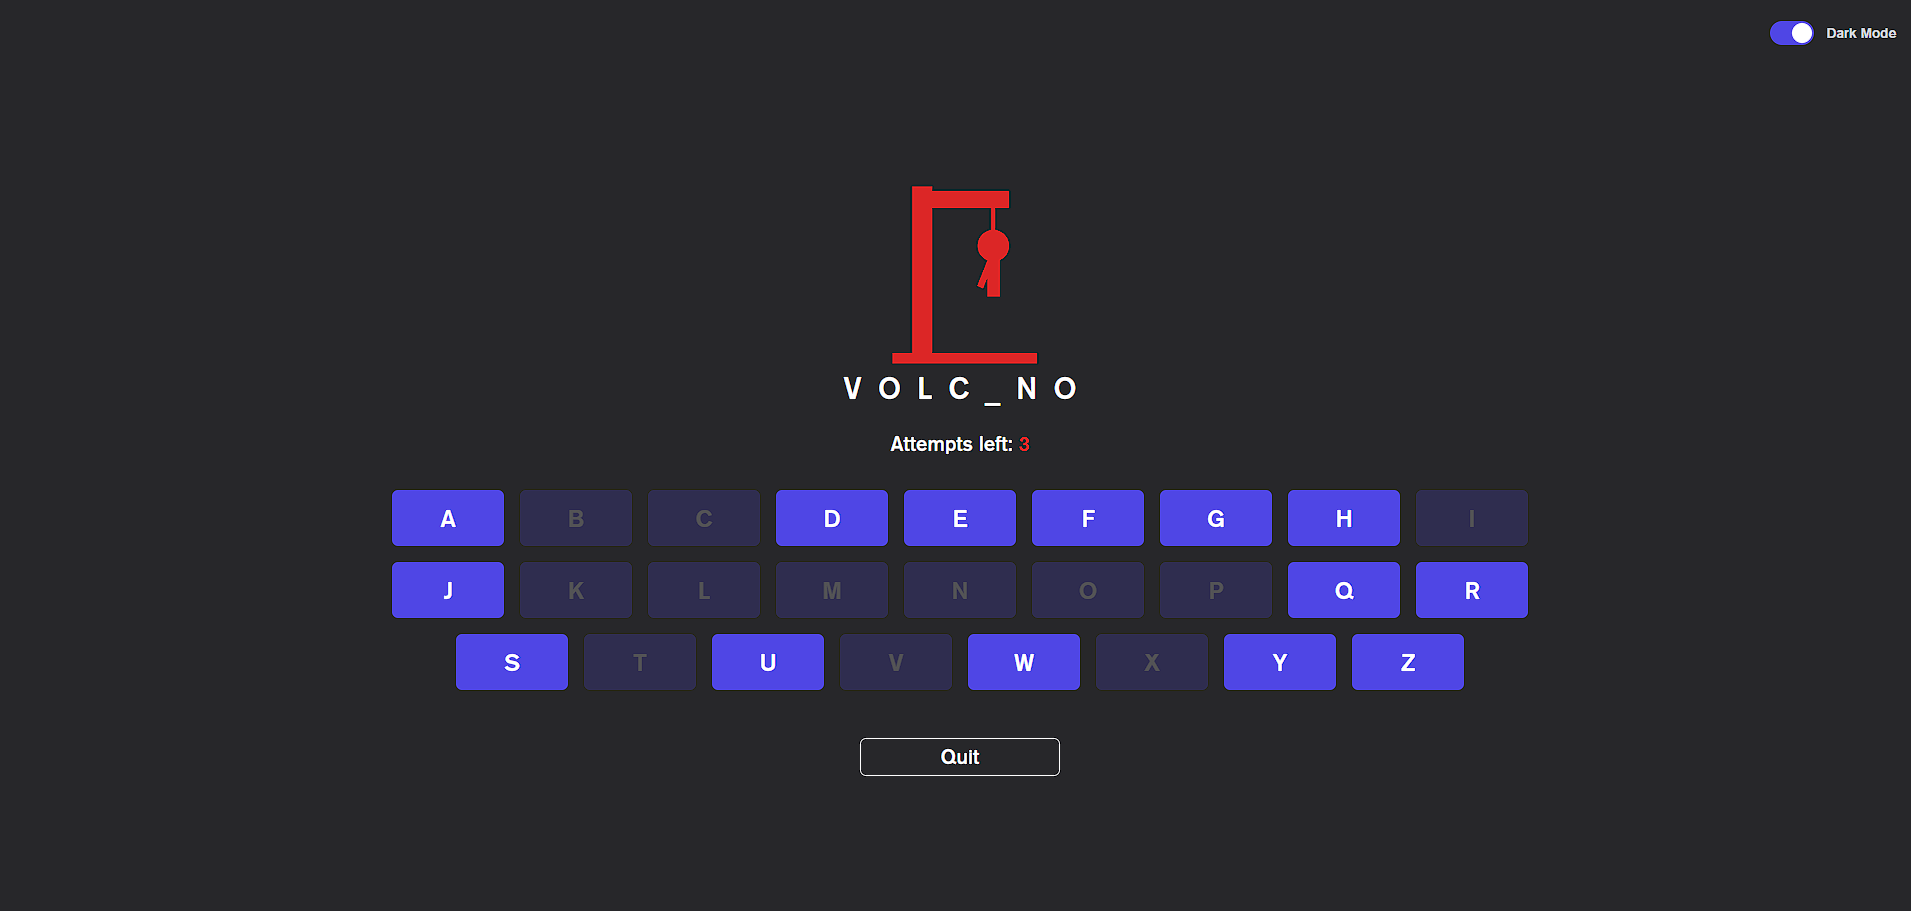 Dark Mode
V O L C _ N O
Attempts left: 3
A B C D E F G H I
J K L M N O P Q R
S T U V W X Y Z
Quit